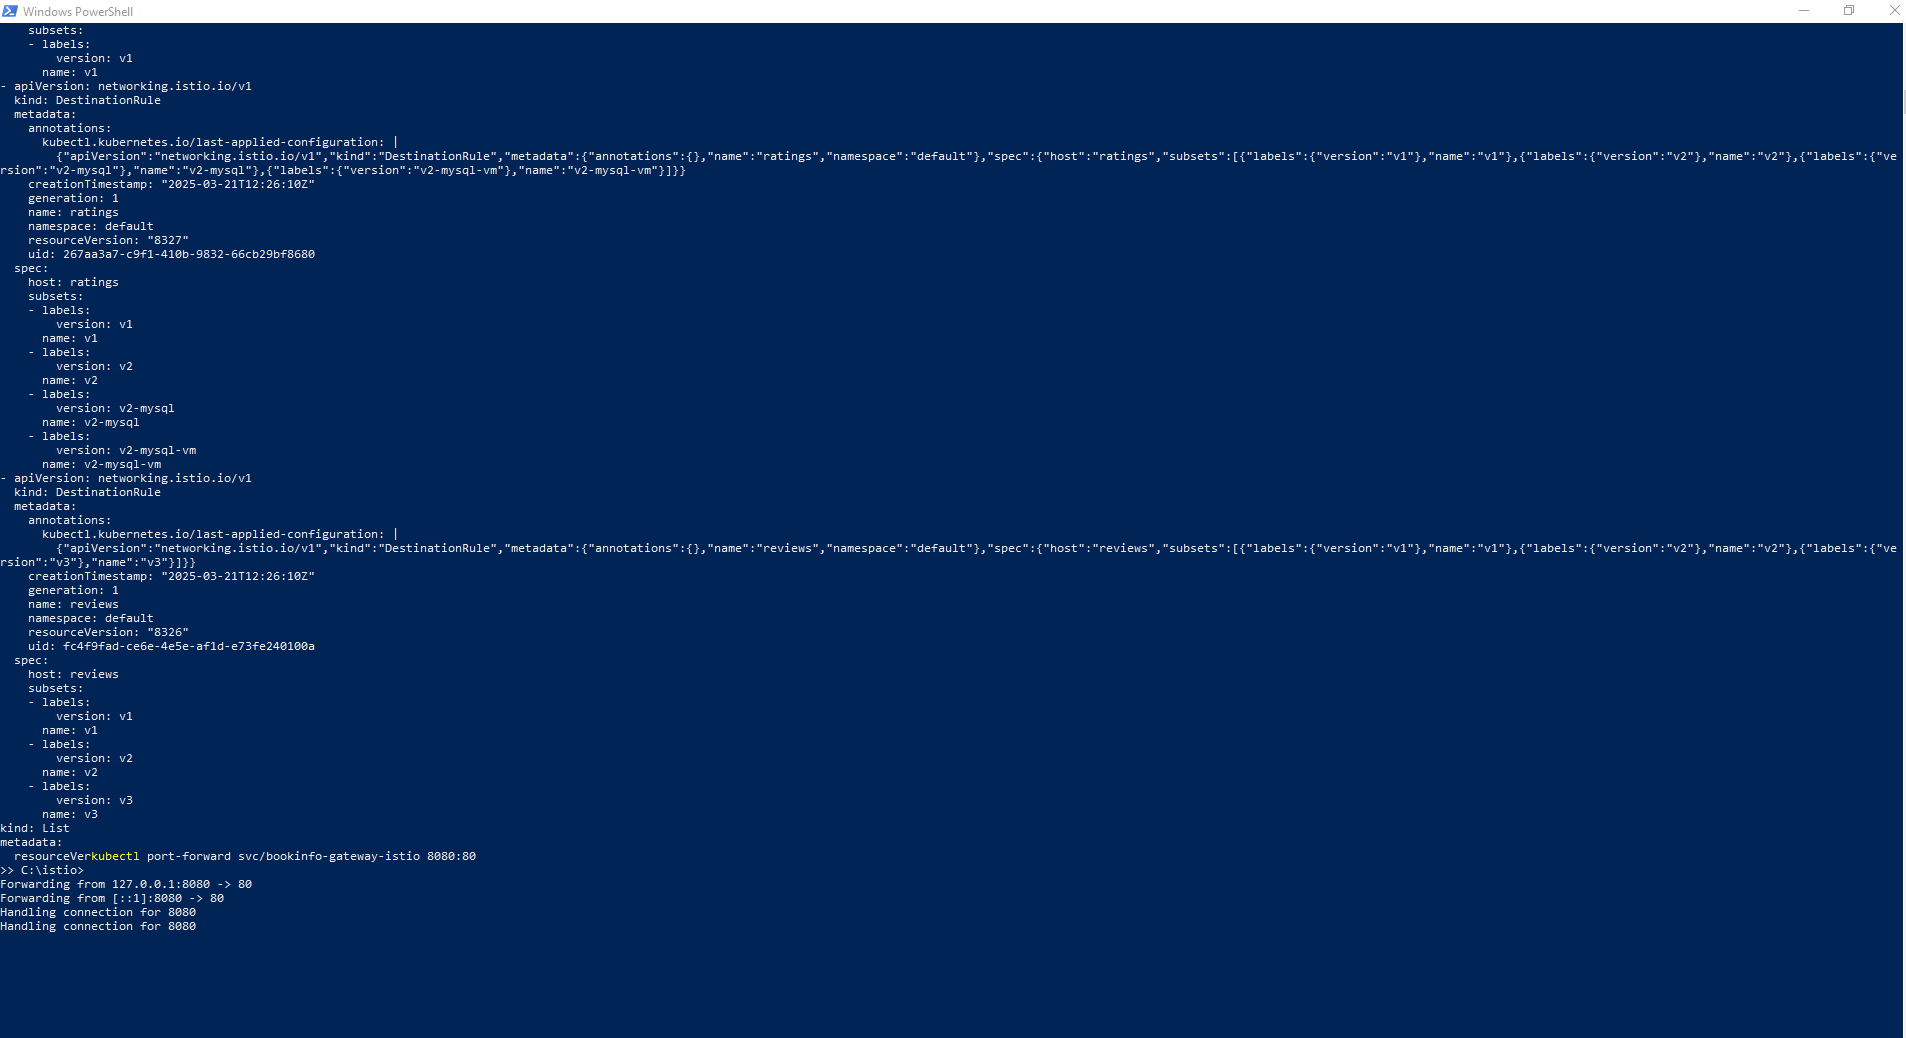 Windows PowerShell
    subsets:
    - labels:
        version: v1
      name: v1
- apiVersion: networking.istio.io/v1
  kind: DestinationRule
  metadata:
    annotations:
      kubectl.kubernetes.io/last-applied-configuration: |
        {"apiVersion":"networking.istio.io/v1","kind":"DestinationRule","metadata":{"annotations":{},"name":"ratings","namespace":"default"},"spec":{"host":"ratings","subsets":[{"labels":{"version":"v1"},"name":"v1"},{"labels":{"version":"v2"},"name":"v2"},{"labels":{"ve
rsion":"v2-mysql"},"name":"v2-mysql"},{"labels":{"version":"v2-mysql-vm"},"name":"v2-mysql-vm"}]}}
    creationTimestamp: "2025-03-21T12:26:10Z"
    generation: 1
    name: ratings
    namespace: default
    resourceVersion: "8327"
    uid: 267aa3a7-c9f1-410b-9832-66cb29bf8680
  spec:
    host: ratings
    subsets:
    - labels:
        version: v1
      name: v1
    - labels:
        version: v2
      name: v2
    - labels:
        version: v2-mysql
      name: v2-mysql
    - labels:
        version: v2-mysql-vm
      name: v2-mysql-vm
- apiVersion: networking.istio.io/v1
  kind: DestinationRule
  metadata:
    annotations:
      kubectl.kubernetes.io/last-applied-configuration: |
        {"apiVersion":"networking.istio.io/v1","kind":"DestinationRule","metadata":{"annotations":{},"name":"reviews","namespace":"default"},"spec":{"host":"reviews","subsets":[{"labels":{"version":"v1"},"name":"v1"},{"labels":{"version":"v2"},"name":"v2"},{"labels":{"ve
rsion":"v3"},"name":"v3"}]}}
    creationTimestamp: "2025-03-21T12:26:10Z"
    generation: 1
    name: reviews
    namespace: default
    resourceVersion: "8326"
    uid: fc4f9fad-ce6e-4e5e-af1d-e73fe240100a
  spec:
    host: reviews
    subsets:
    - labels:
        version: v1
      name: v1
    - labels:
        version: v2
      name: v2
    - labels:
        version: v3
      name: v3
kind: List
metadata:
  resourceVerkubectl port-forward svc/bookinfo-gateway-istio 8080:80
>> C:\istio>
Forwarding from 127.0.0.1:8080 -> 80
Forwarding from [::1]:8080 -> 80
Handling connection for 8080
Handling connection for 8080